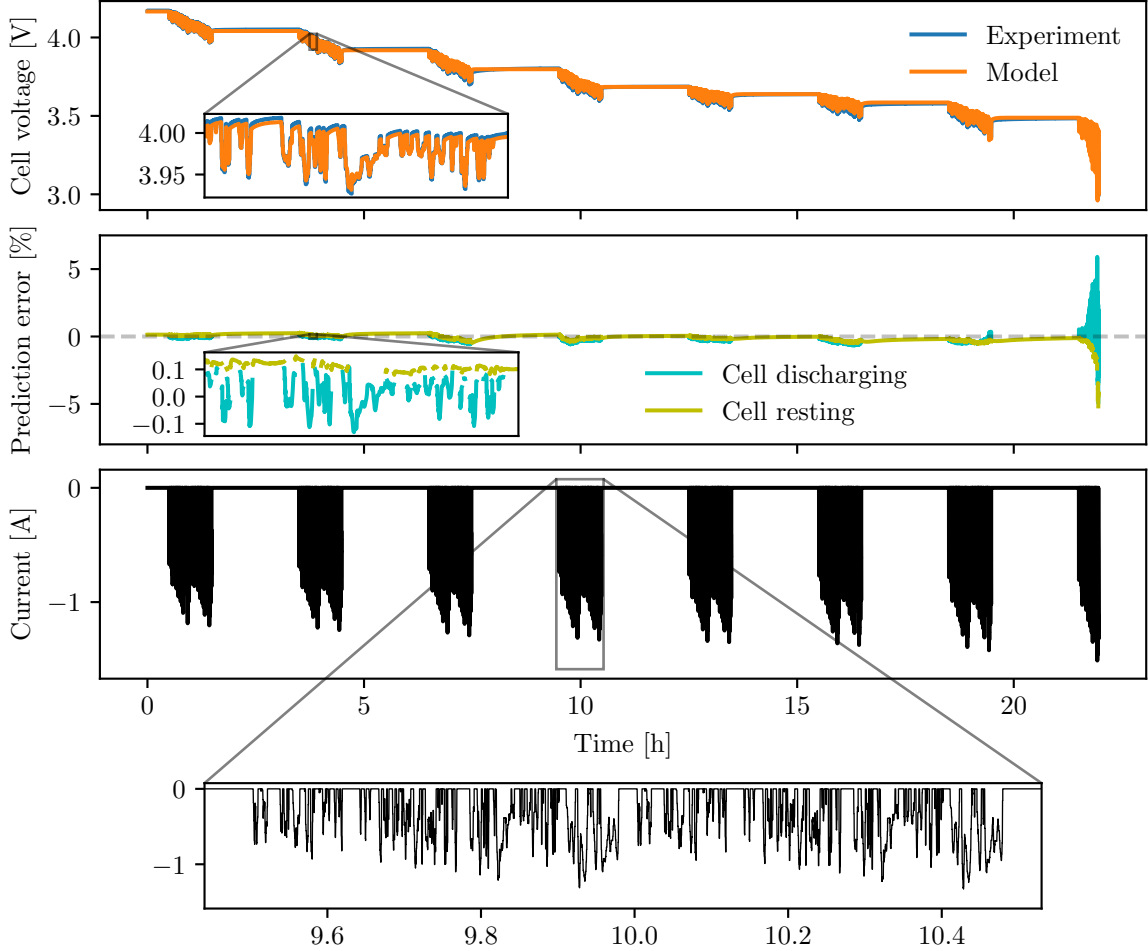 Cell voltage [V]
4.0
3.5
3.0
Experiment
Model
4.00
3.95
Prediction error [%]
5
0
−5
0.1
0.0
−0.1
Cell discharging
Cell resting
Current [A]
0
−1
0 5 10 15 20
Time [h]
0
−1
9.6 9.8 10.0 10.2 10.4